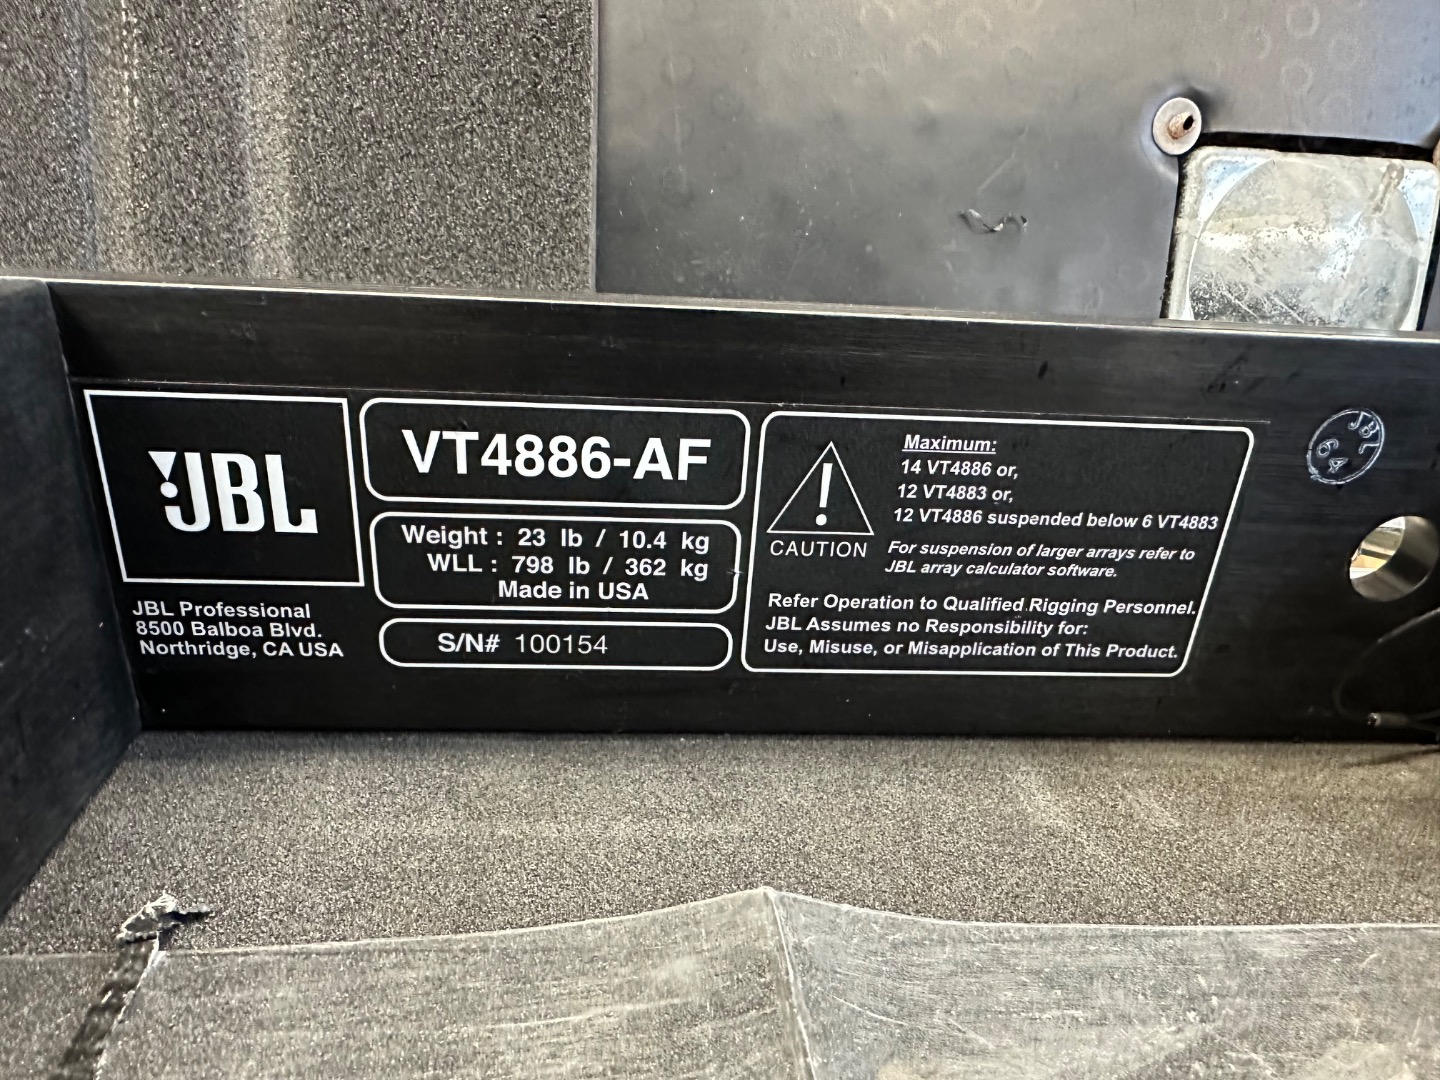 JBL
JBL Professional
8500 Balboa Blvd.
Northridge, CA USA
VT4886-AF
Weight : 23 lb / 10.4 kg
WLL : 798 lb / 362 kg
Made in USA
S/N# 100154
!
CAUTION
Maximum:
14 VT4886 or,
12 VT4883 or,
12 VT4886 suspended below 6 VT4883
For suspension of larger arrays refer to
JBL array calculator software.
Refer Operation to Qualified Rigging Personnel.
JBL Assumes no Responsibility for:
Use, Misuse, or Misapplication of This Product.
JBL
64